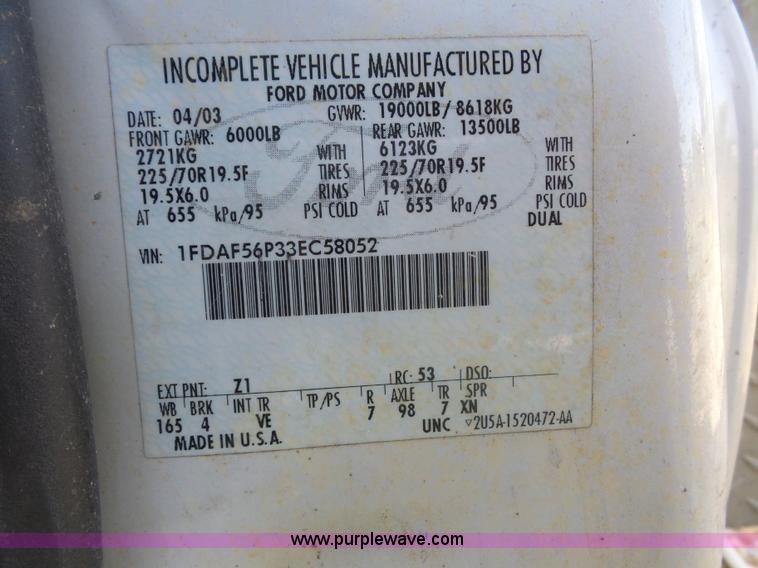 INCOMPLETE VEHICLE MANUFACTURED BY
FORD MOTOR COMPANY
DATE: 04/03 GVWR: 19000LB/ 8618KG
FRONT GAWR: 6000LB REAR GAWR: 13500LB
2721KG WITH 6123KG WITH
225/70R19.5F TIRES 225/70R19.5F TIRES
19.5X6.0 RIMS 19.5X6.0 RIMS
AT 655 kPa/95 PSI COLD AT 655 kPa/95 PSI COLD
DUAL
Ford
VIN: 1FDAF56P33EC58052
EXT PNT: Z1 RC: 53 DSO:
WB BRK INT TR TP/PS R AXLE TR SPR
165 4 VE 7 98 7 XN
MADE IN U.S.A. UNC ▽2U5A-1520472-AA
www.purplewave.com